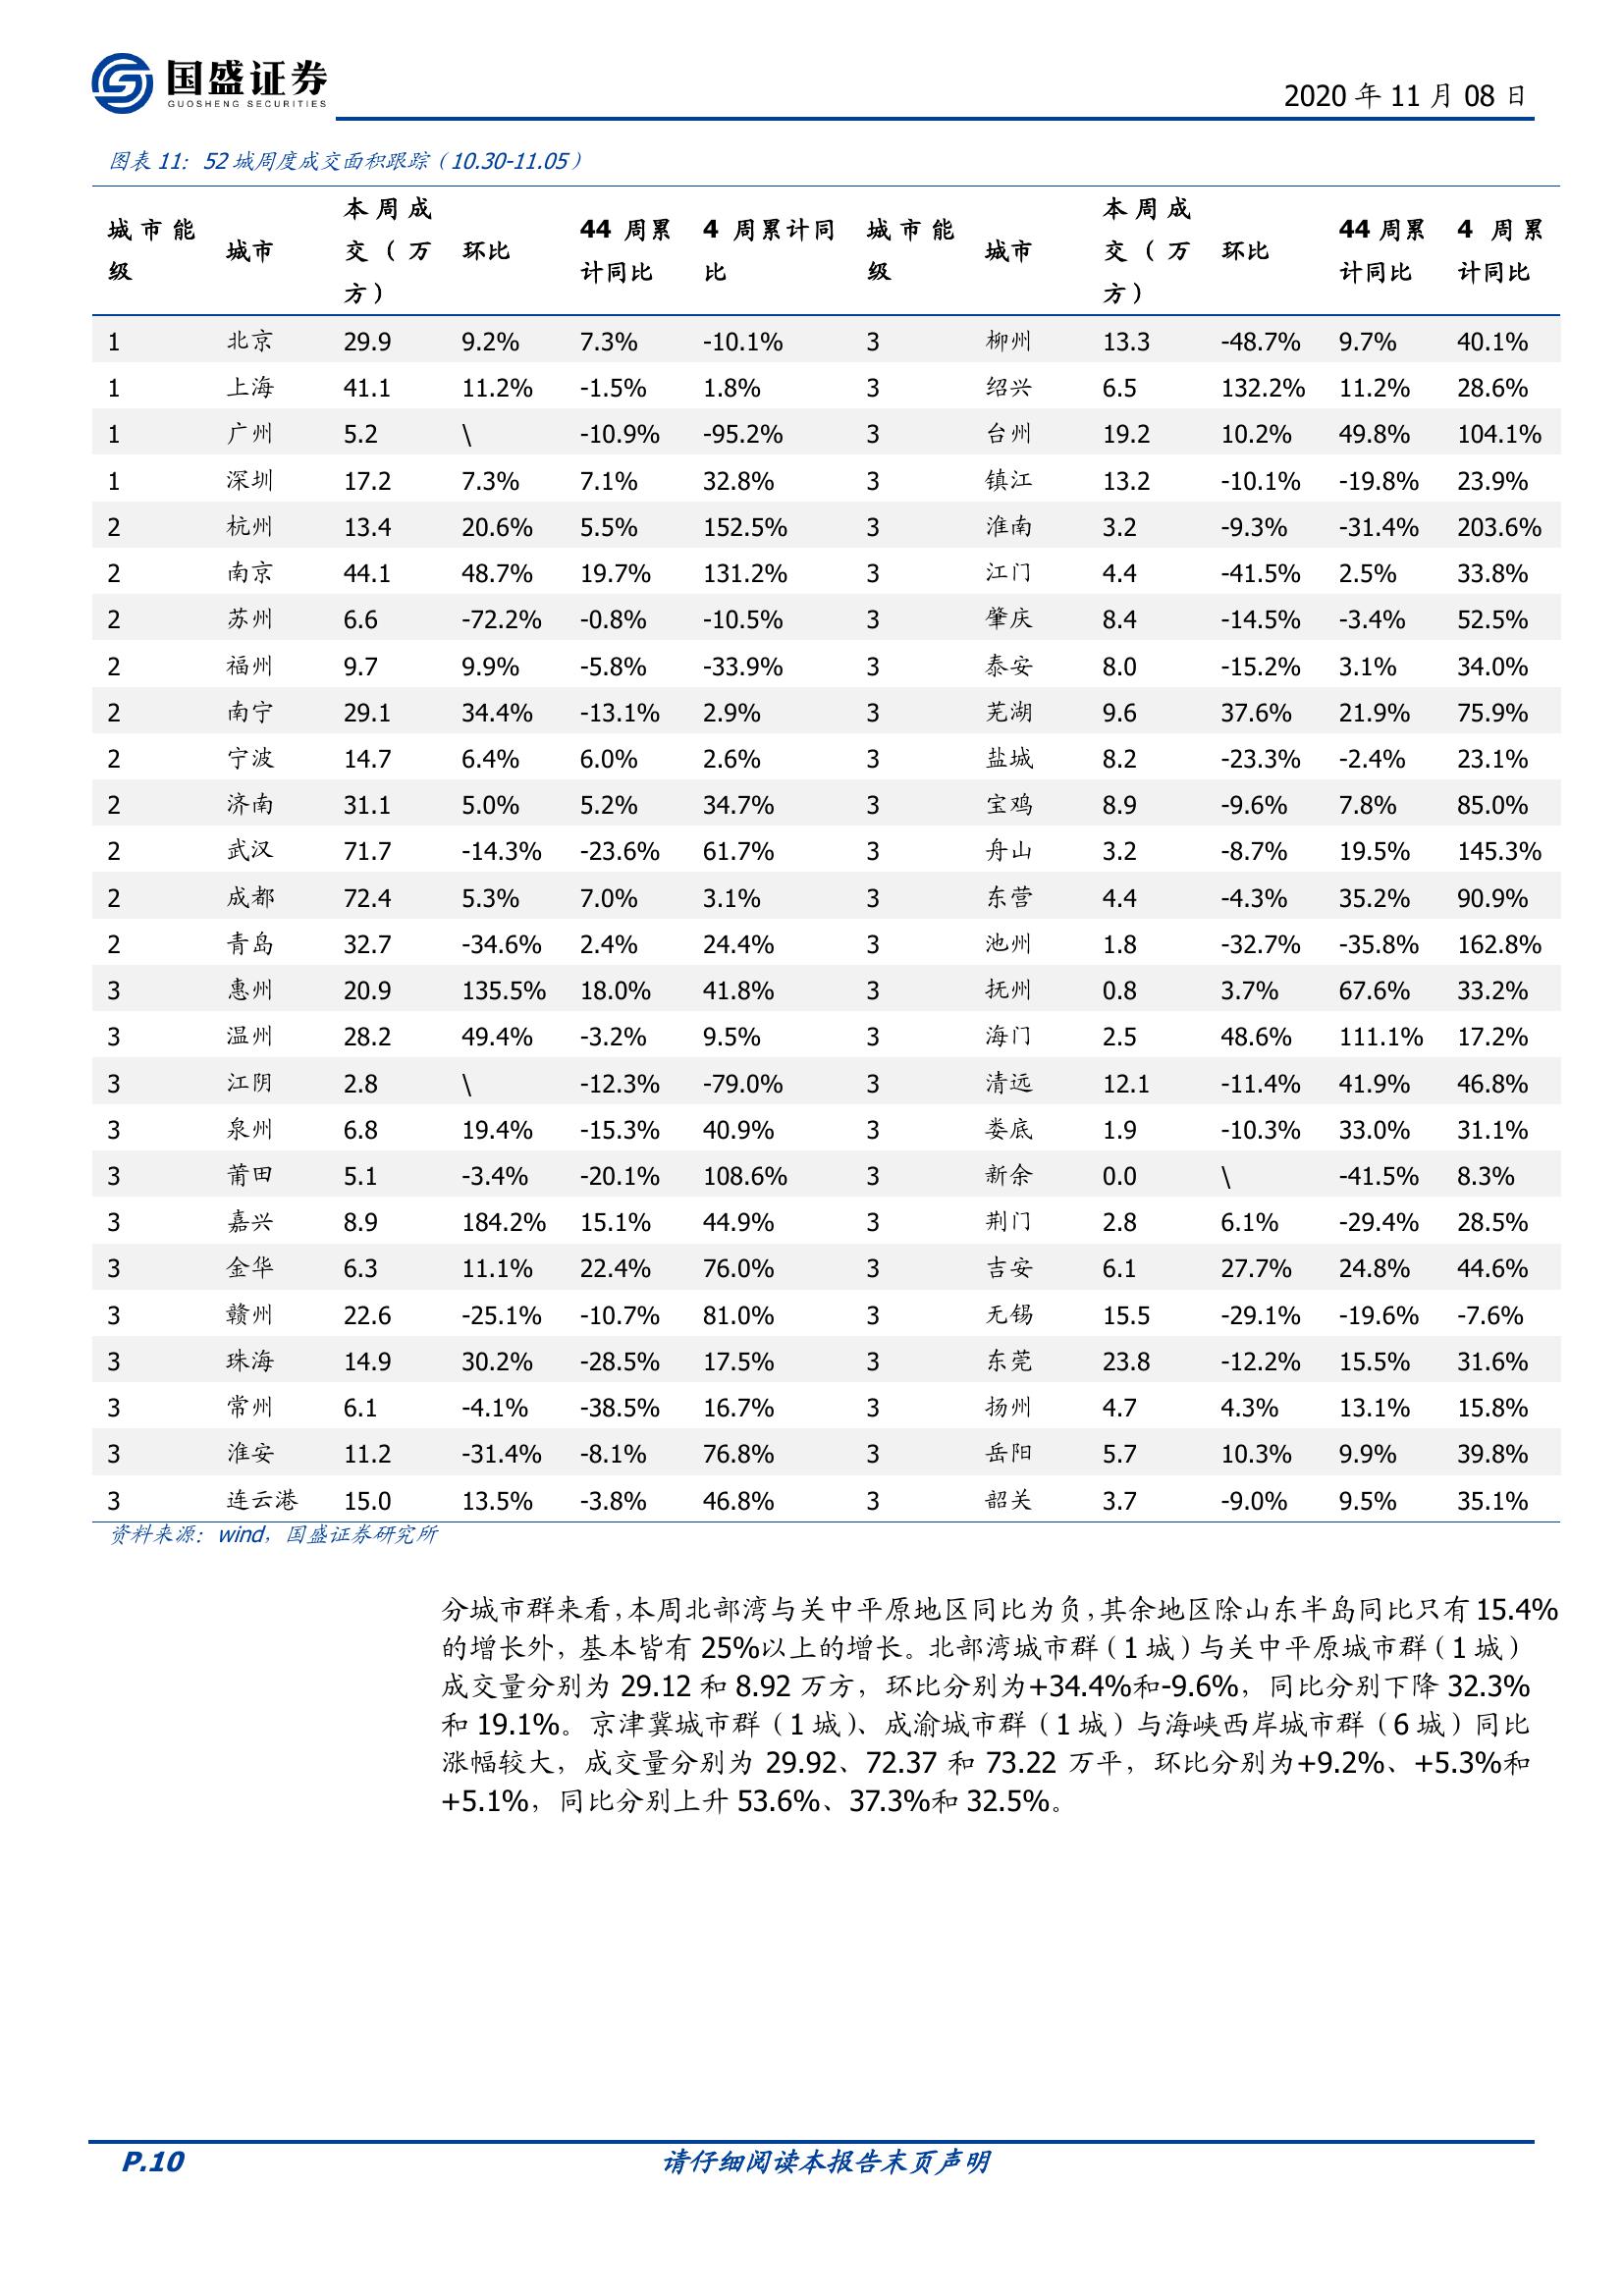 国盛证券
GUOSHENG SECURITIES
2020 年 11 月 08 日
图表 11：52 城周度成交面积跟踪（10.30-11.05）
城市能级 城市 本周成交（万方） 环比 44 周累计同比 4 周累计同比 城市能级 城市 本周成交（万方） 环比 44 周累计同比 4 周累计同比
1 北京 29.9 9.2% 7.3% -10.1% 3 柳州 13.3 -48.7% 9.7% 40.1%
1 上海 41.1 11.2% -1.5% 1.8% 3 绍兴 6.5 132.2% 11.2% 28.6%
1 广州 5.2 \ -10.9% -95.2% 3 台州 19.2 10.2% 49.8% 104.1%
1 深圳 17.2 7.3% 7.1% 32.8% 3 镇江 13.2 -10.1% -19.8% 23.9%
2 杭州 13.4 20.6% 5.5% 152.5% 3 淮南 3.2 -9.3% -31.4% 203.6%
2 南京 44.1 48.7% 19.7% 131.2% 3 江门 4.4 -41.5% 2.5% 33.8%
2 苏州 6.6 -72.2% -0.8% -10.5% 3 肇庆 8.4 -14.5% -3.4% 52.5%
2 福州 9.7 9.9% -5.8% -33.9% 3 泰安 8.0 -15.2% 3.1% 34.0%
2 南宁 29.1 34.4% -13.1% 2.9% 3 芜湖 9.6 37.6% 21.9% 75.9%
2 宁波 14.7 6.4% 6.0% 2.6% 3 盐城 8.2 -23.3% -2.4% 23.1%
2 济南 31.1 5.0% 5.2% 34.7% 3 宝鸡 8.9 -9.6% 7.8% 85.0%
2 武汉 71.7 -14.3% -23.6% 61.7% 3 舟山 3.2 -8.7% 19.5% 145.3%
2 成都 72.4 5.3% 7.0% 3.1% 3 东营 4.4 -4.3% 35.2% 90.9%
2 青岛 32.7 -34.6% 2.4% 24.4% 3 池州 1.8 -32.7% -35.8% 162.8%
3 惠州 20.9 135.5% 18.0% 41.8% 3 抚州 0.8 3.7% 67.6% 33.2%
3 温州 28.2 49.4% -3.2% 9.5% 3 海门 2.5 48.6% 111.1% 17.2%
3 江阴 2.8 \ -12.3% -79.0% 3 清远 12.1 -11.4% 41.9% 46.8%
3 泉州 6.8 19.4% -15.3% 40.9% 3 娄底 1.9 -10.3% 33.0% 31.1%
3 莆田 5.1 -3.4% -20.1% 108.6% 3 新余 0.0 \ -41.5% 8.3%
3 嘉兴 8.9 184.2% 15.1% 44.9% 3 荆门 2.8 6.1% -29.4% 28.5%
3 金华 6.3 11.1% 22.4% 76.0% 3 吉安 6.1 27.7% 24.8% 44.6%
3 赣州 22.6 -25.1% -10.7% 81.0% 3 无锡 15.5 -29.1% -19.6% -7.6%
3 珠海 14.9 30.2% -28.5% 17.5% 3 东莞 23.8 -12.2% 15.5% 31.6%
3 常州 6.1 -4.1% -38.5% 16.7% 3 扬州 4.7 4.3% 13.1% 15.8%
3 淮安 11.2 -31.4% -8.1% 76.8% 3 岳阳 5.7 10.3% 9.9% 39.8%
3 连云港 15.0 13.5% -3.8% 46.8% 3 韶关 3.7 -9.0% 9.5% 35.1%
资料来源：wind，国盛证券研究所
分城市群来看，本周北部湾与关中平原地区同比为负，其余地区除山东半岛同比只有 15.4%
的增长外，基本皆有 25%以上的增长。北部湾城市群（1 城）与关中平原城市群（1 城）
成交量分别为 29.12 和 8.92 万方，环比分别为+34.4%和-9.6%，同比分别下降 32.3%
和 19.1%。京津冀城市群（1 城）、成渝城市群（1 城）与海峡西岸城市群（6 城）同比
涨幅较大，成交量分别为 29.92、72.37 和 73.22 万平，环比分别为+9.2%、+5.3%和
+5.1%，同比分别上升 53.6%、37.3%和 32.5%。
P.10
请仔细阅读本报告末页声明